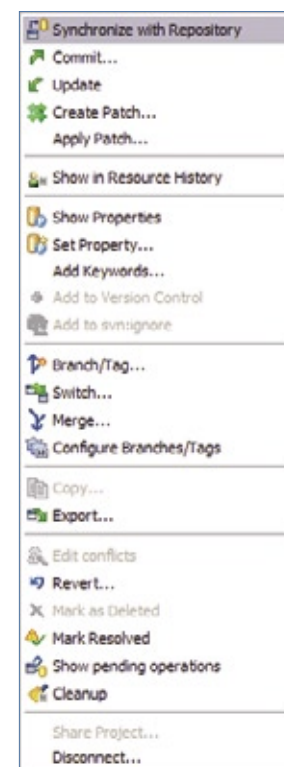 Synchronize with Repository
Commit...
Update
Create Patch...
Apply Patch...
Show in Resource History
Show Properties
Set Property...
Add Keywords...
Add to Version Control
Add to svn:ignore
Branch/Tag...
Switch...
Merge...
Configure Branches/Tags
Copy...
Export...
Edit conflicts
Revert...
Mark as Deleted
Mark Resolved
Show pending operations
Cleanup
Share Project...
Disconnect...